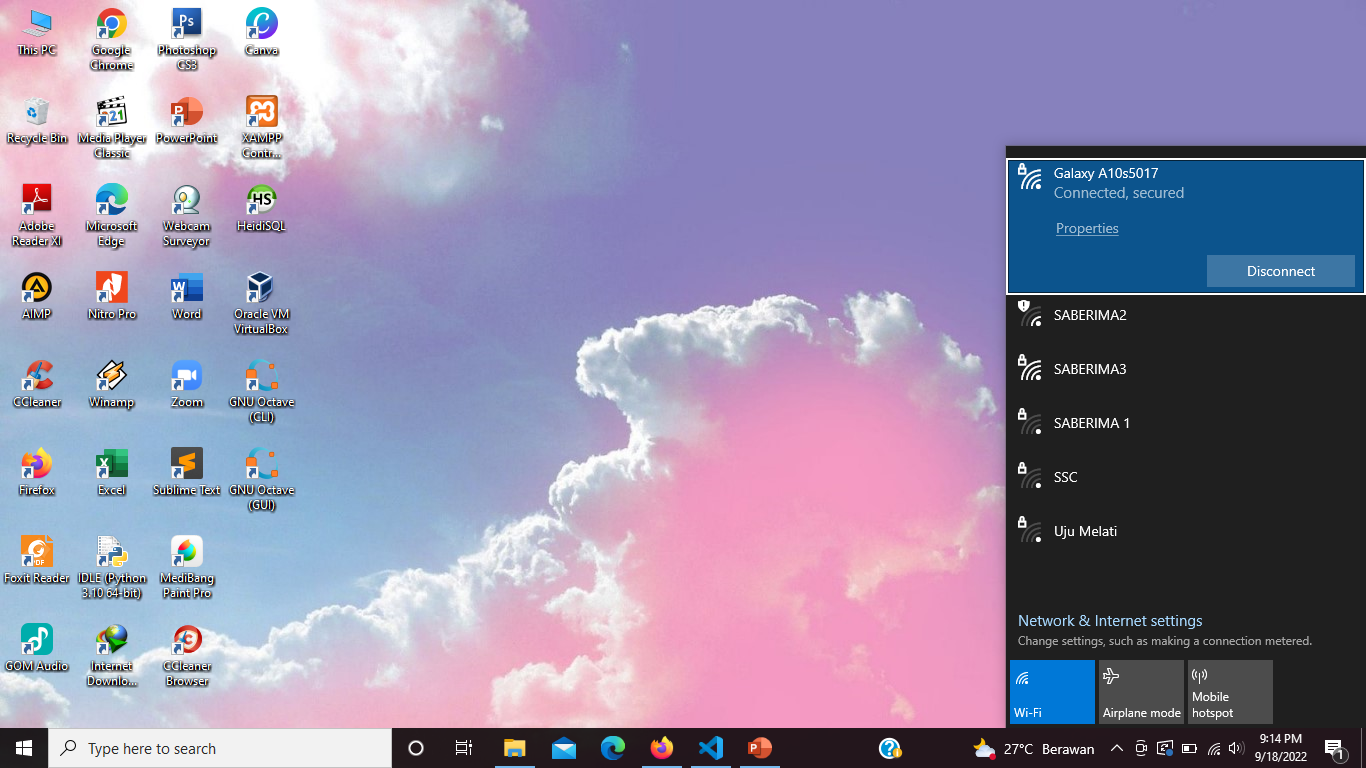 This PC
Google
Chrome
Photoshop
CS3
Canva
Recycle Bin
Media Player
Classic
PowerPoint
XAMPP
Contr...
Adobe
Reader XI
Microsoft
Edge
Webcam
Surveyor
HeidiSQL
AIMP
Nitro Pro
Word
Oracle VM
VirtualBox
CCleaner
Winamp
Zoom
GNU Octave
(CLI)
Firefox
Excel
Sublime Text
GNU Octave
(GUI)
Foxit Reader
IDLE (Python
3.10 64-bit)
MediBang
Paint Pro
GOM Audio
Internet
Downlo...
CCleaner
Browser
Galaxy A10s5017
Connected, secured
Properties
Disconnect
SABERIMA2
SABERIMA3
SABERIMA 1
SSC
Uju Melati
Network & Internet settings
Change settings, such as making a connection metered.
Wi-Fi
Airplane mode
Mobile
hotspot
Type here to search
27°C Berawan
9:14 PM
9/18/2022
1